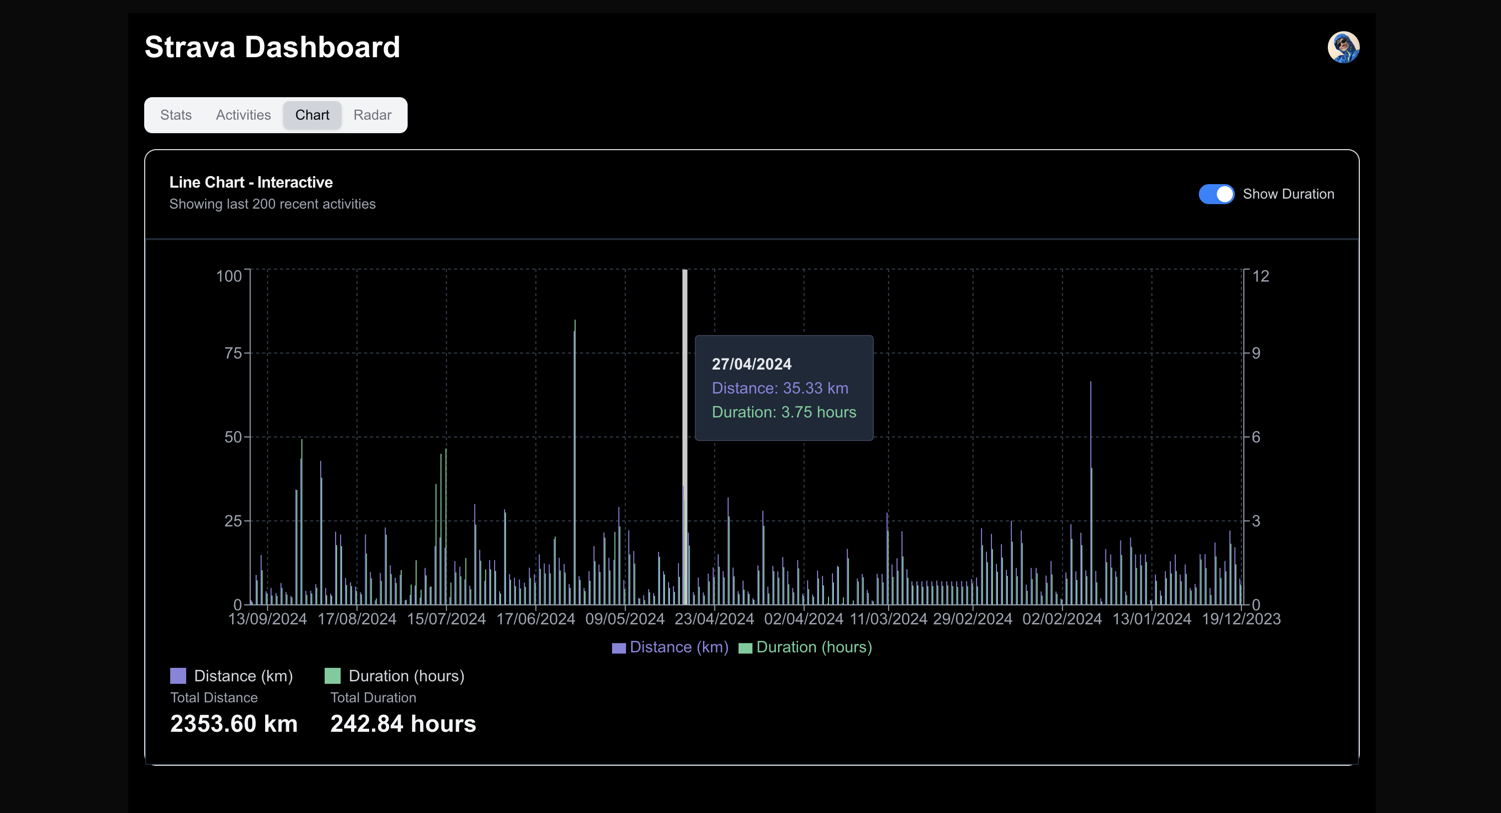 Strava Dashboard
Stats Activities Chart Radar
Line Chart - Interactive
Showing last 200 recent activities
Show Duration
100
75
50
25
0
12
9
6
3
0
27/04/2024
Distance: 35.33 km
Duration: 3.75 hours
13/09/2024 17/08/2024 15/07/2024 17/06/2024 09/05/2024 23/04/2024 02/04/2024 11/03/2024 29/02/2024 02/02/2024 13/01/2024 19/12/2023
Distance (km) Duration (hours)
Distance (km) Duration (hours)
Total Distance Total Duration
2353.60 km 242.84 hours